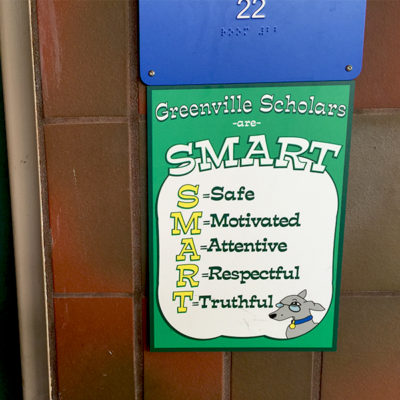 22
Greenville Scholars
-are-
SMART
S=Safe
M=Motivated
A=Attentive
R=Respectful
T=Truthful